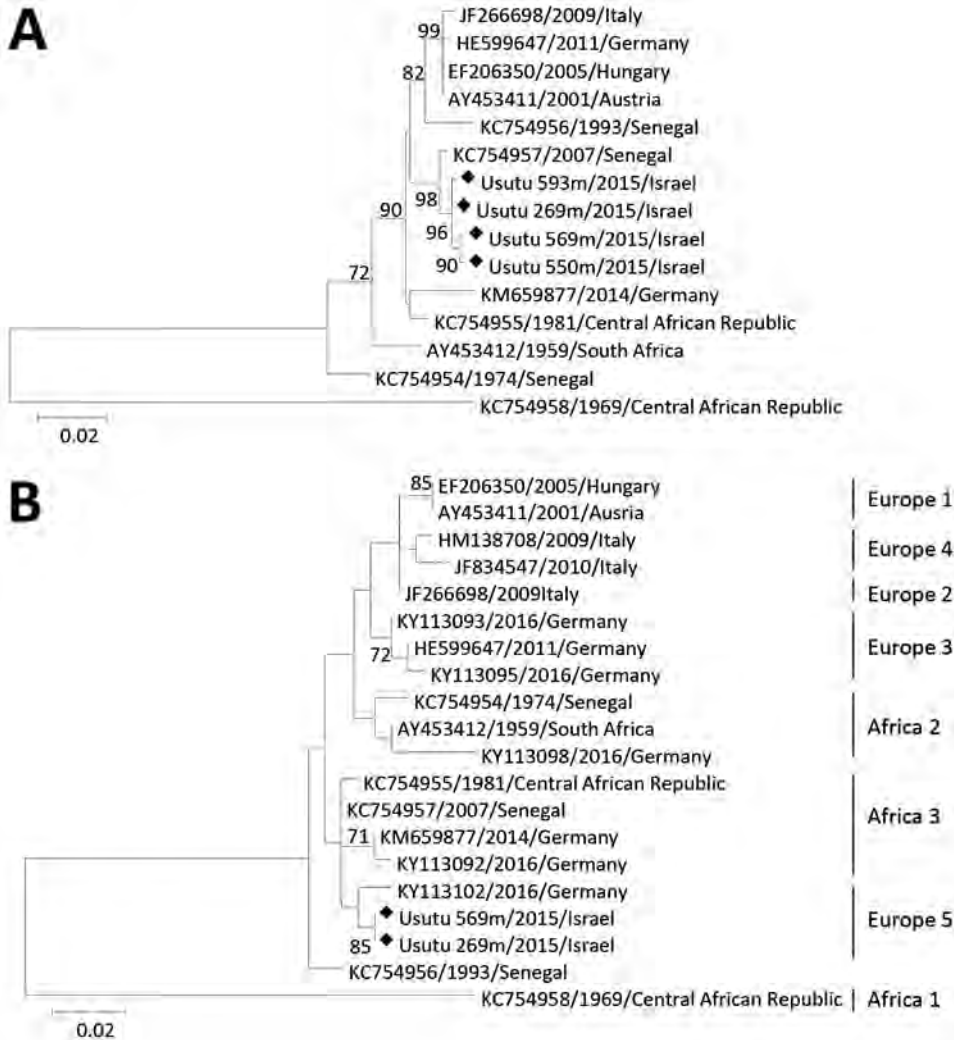 A
JF266698/2009/Italy
99
HE599647/2011/Germany
EF206350/2005/Hungary
82
AY453411/2001/Austria
KC754956/1993/Senegal
KC754957/2007/Senegal
Usutu 593m/2015/Israel
98
Usutu 269m/2015/Israel
90
96
Usutu 569m/2015/Israel
90
Usutu 550m/2015/Israel
72
KM659877/2014/Germany
KC754955/1981/Central African Republic
AY453412/1959/South Africa
KC754954/1974/Senegal
KC754958/1969/Central African Republic
0.02
B
85
EF206350/2005/Hungary
Europe 1
AY453411/2001/Ausria
HM138708/2009/Italy
Europe 4
JF834547/2010/Italy
JF266698/2009Italy
Europe 2
KY113093/2016/Germany
HE599647/2011/Germany
Europe 3
72
KY113095/2016/Germany
KC754954/1974/Senegal
AY453412/1959/South Africa
Africa 2
KY113098/2016/Germany
KC754955/1981/Central African Republic
KC754957/2007/Senegal
Africa 3
71
KM659877/2014/Germany
KY113092/2016/Germany
KY113102/2016/Germany
Usutu 569m/2015/Israel
Europe 5
85
Usutu 269m/2015/Israel
KC754956/1993/Senegal
KC754958/1969/Central African Republic
Africa 1
0.02